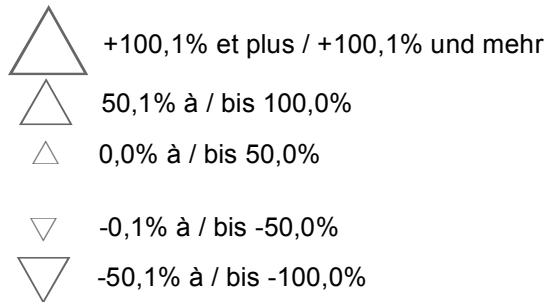 +100,1% et plus / +100,1% und mehr
50,1% à / bis 100,0%
0,0% à / bis 50,0%
-0,1% à / bis -50,0%
-50,1% à / bis -100,0%